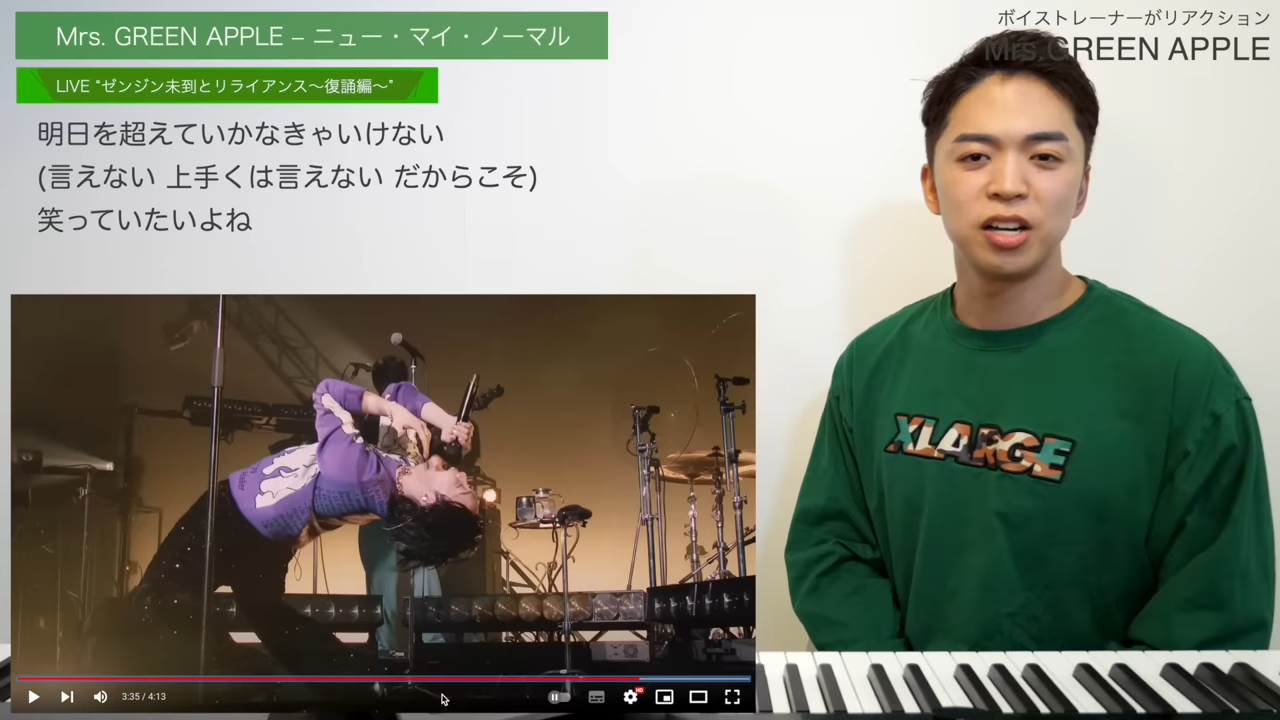 Mrs. GREEN APPLE – ニュー・マイ・ノーマル
LIVE “ゼンジン未到とリライアンス〜復誦編〜”
明日を超えていかなきゃいけない
(言えない 上手くは言えない だからこそ)
笑っていたいよね
ボイストレーナーがリアクション
Mrs.GREEN APPLE
XLARGE
HD
3:35 / 4:13